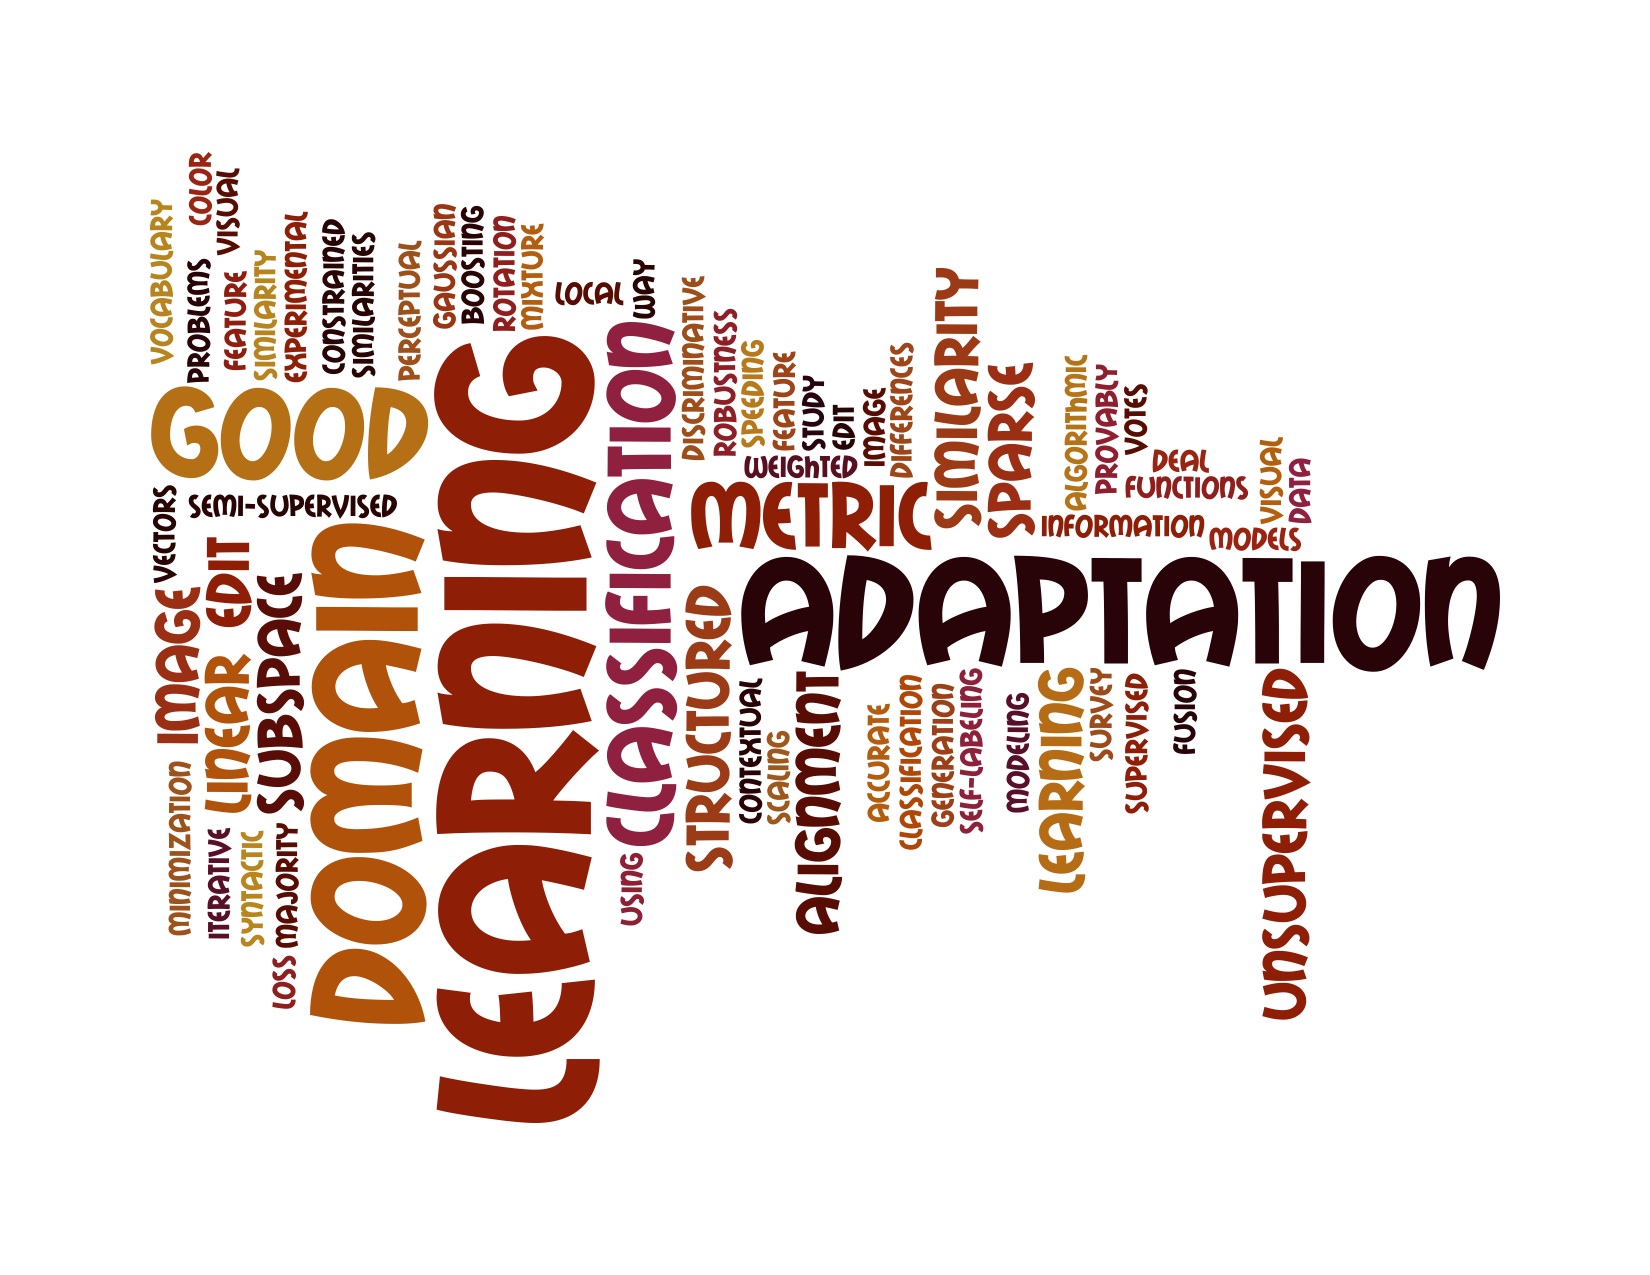 VOCABULARY
COLOR
PROBLEMS
VISUAL
FEATURE
SIMILARITY
EXPERIMENTAL
CONSTRAINED
SIMILARITIES
PERCEPTUAL
GAUSSIAN
BOOSTING
ROTATION
MIXTURE
LOCAL
WAY
GOOD
SEMI-SUPERVISED
VECTORS
IMAGE
EDIT
LINEAR
SUBSPACE
DOMAIN
LEARNING
CLASSIFICATION
DISCRIMINATIVE
ROBUSTNESS
SPEEDING
FEATURE
STUDY
EDIT
IMAGE
DIFFERENCES
WEIGHTED
METRIC
SIMILARITY
SPARSE
ALGORITHMIC
PROVABLY
VOTES
DEAL
FUNCTIONS
INFORMATION
MODELS
VISUAL
DATA
ADAPTATION
STRUCTURED
CONTEXTUAL
SCALING
ALIGNMENT
ACCURATE
CLASSIFICATION
GENERATION
SELF-LABELING
MODELING
LEARNING
SURVEY
SUPERVISED
FUSION
UNSUPERVISED
MINIMIZATION
ITERATIVE
SYNTACTIC
MAJORITY
LOSS
USING